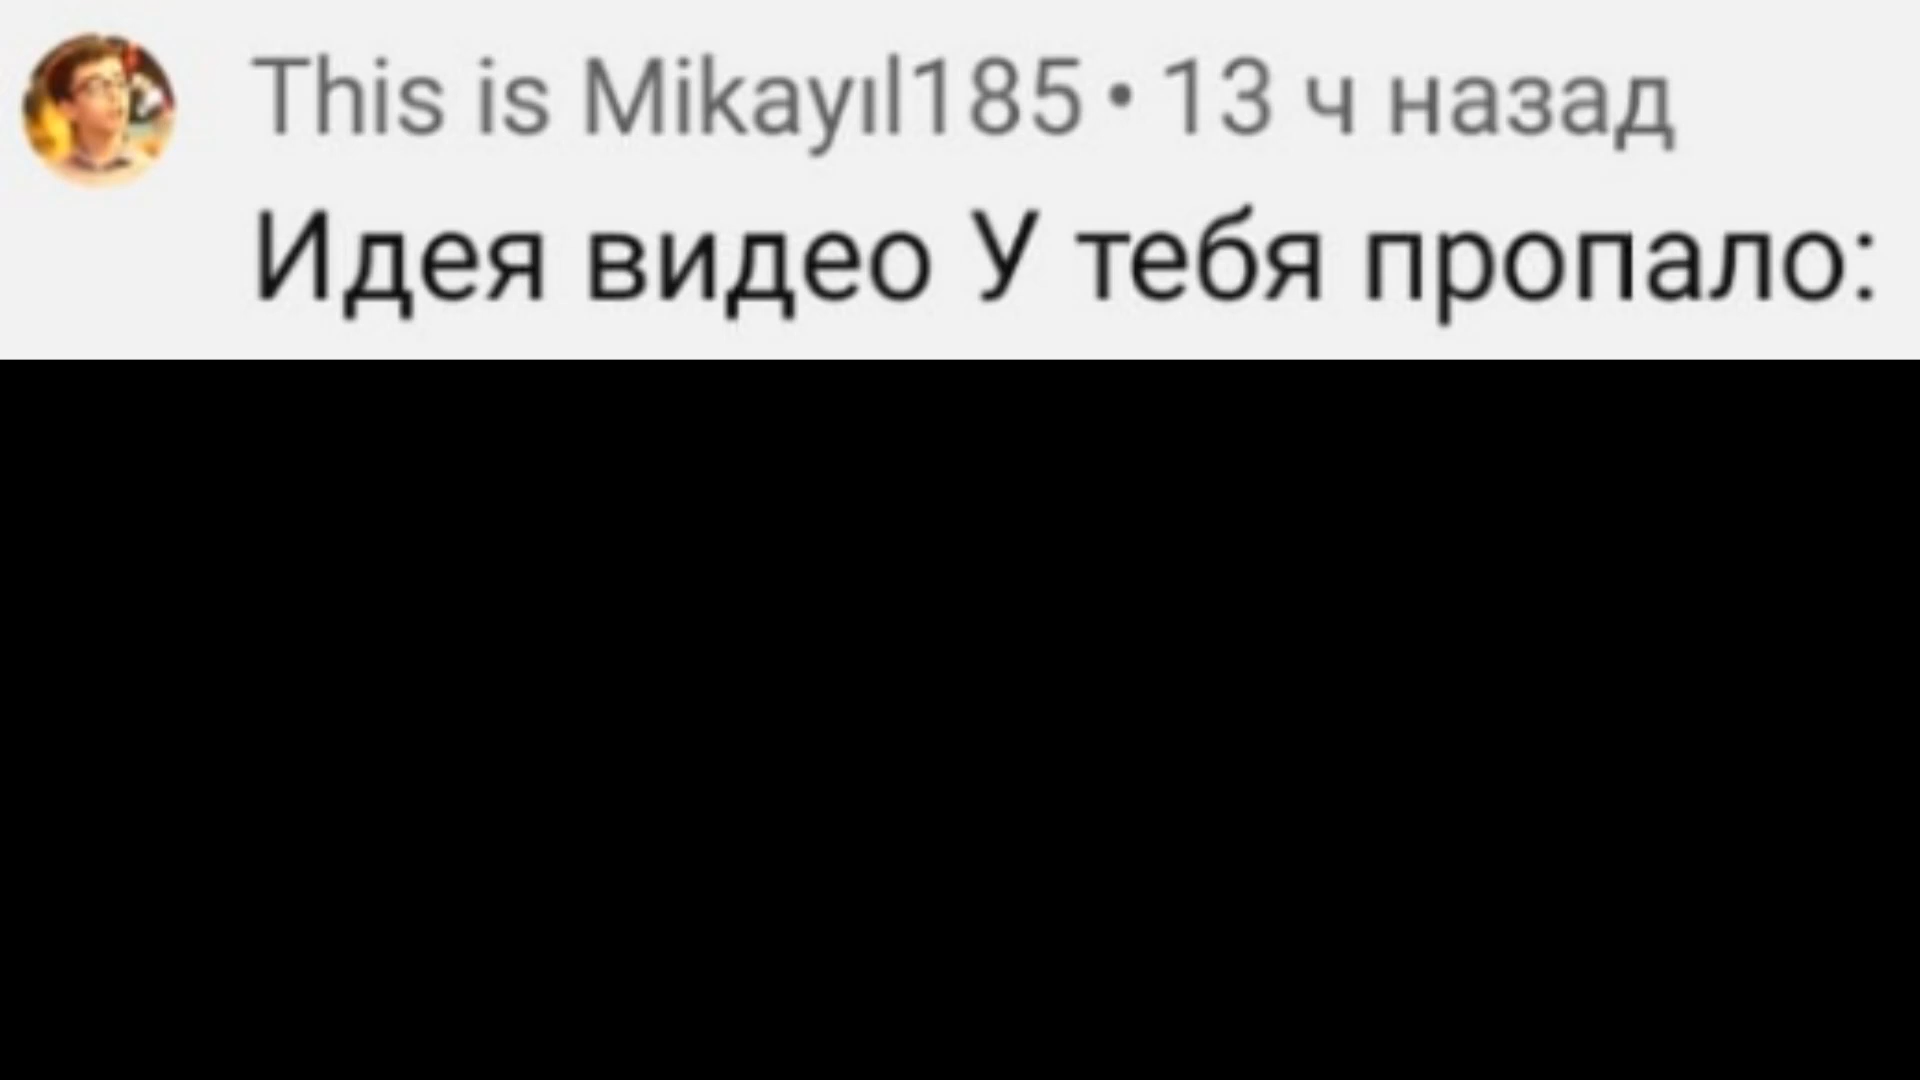 This is Mikayıl185 • 13 ч назад
Идея видео У тебя пропало: